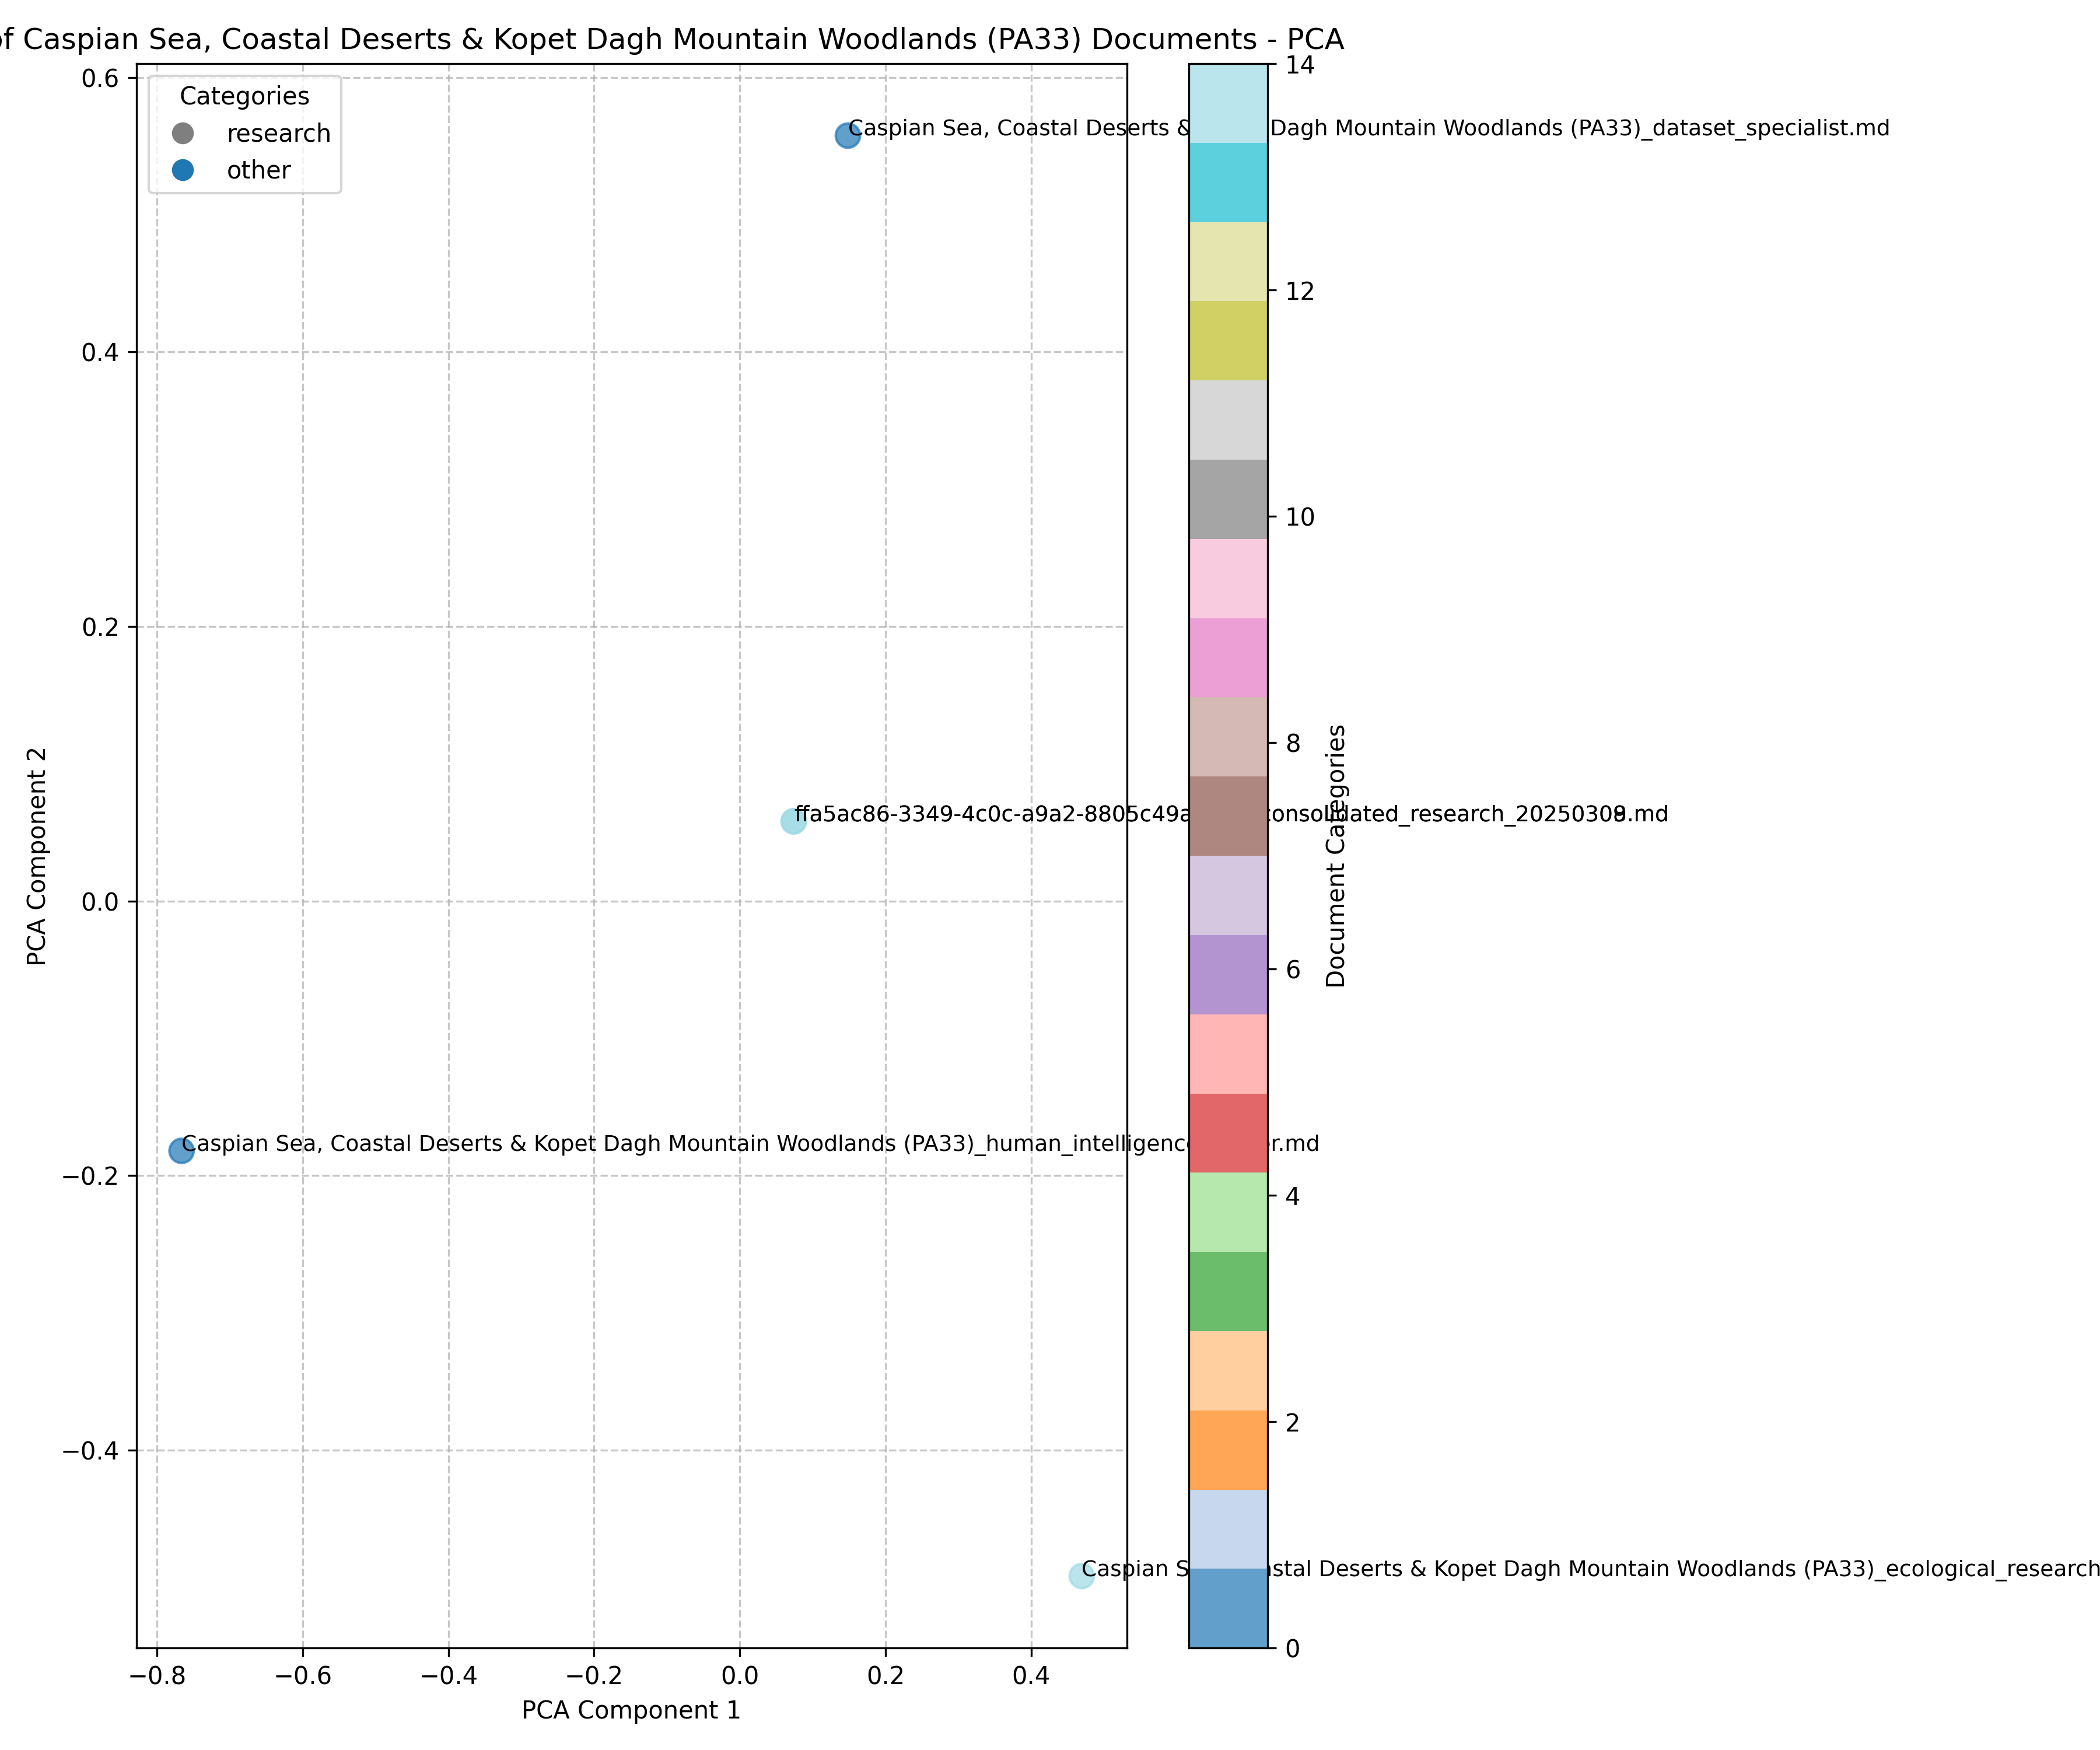 of Caspian Sea, Coastal Deserts & Kopet Dagh Mountain Woodlands (PA33) Documents - PCA
Categories
research
other
Caspian Sea, Coastal Deserts & Dagh Mountain Woodlands (PA33)_dataset_specialist.md
ffa5ac86-3349-4c0c-a9a2-8805c49a onsolidated_research_2025030 .md
Caspian Sea, Coastal Deserts & Kopet Dagh Mountain Woodlands (PA33)_human_intelligenc r.md
Caspian S stal Deserts & Kopet Dagh Mountain Woodlands (PA33)_ecological_research
0.6
0.4
0.2
0.0
−0.2
−0.4
PCA Component 2
−0.8
−0.6
−0.4
−0.2
0.0
0.2
0.4
PCA Component 1
14
12
10
8
6
4
2
0
Document Categories